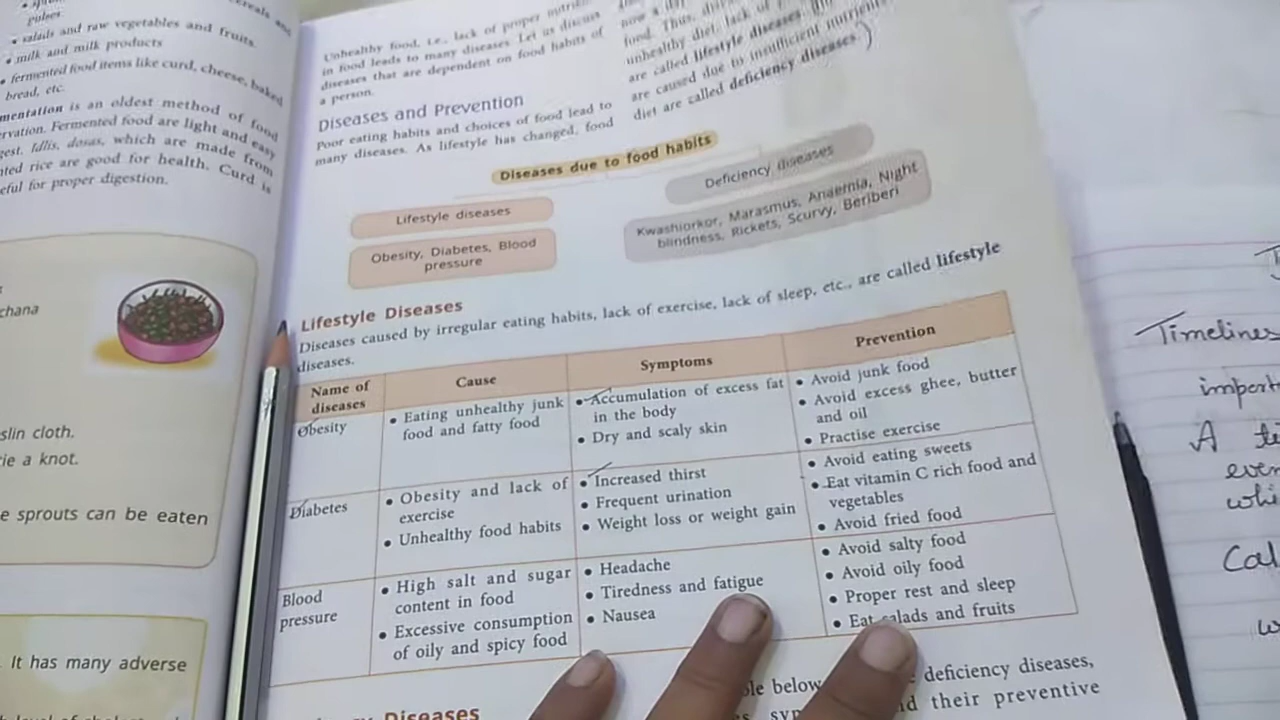 pulses
• salads and raw vegetables and fruits.
• milk and milk products
• fermented food items like curd, cheese, baked
bread, etc.
mentation is an oldest method of food
rvation. Fermented food are light and easy
gest. Idlis, dosas, which are made from
nted rice are good for health. Curd is
eful for proper digestion.
chana
slin cloth.
ie a knot.
e sprouts can be eaten
It has many adverse
Unhealthy food, i.e., lack of proper
in food leads to many diseases. Let us discuss
diseases that are dependent on food habits of
a person.
Diseases and Prevention
Poor eating habits and choices of food lead to
many diseases. As lifestyle has changed, food
food. Thus,
unhealthy diet, lack of
are called lifestyle diseases.
are caused due to insufficient nutrients
diet are called deficiency diseases.
Diseases due to food habits
Lifestyle diseases
Obesity, Diabetes, Blood
pressure
Deficiency diseases
Kwashiorkor, Marasmus, Anaemia, Night
blindness, Rickets, Scurvy, Beriberi
Lifestyle Diseases
Diseases caused by irregular eating habits, lack of exercise, lack of sleep, etc., are called lifestyle
diseases.
Name of
diseases
Cause
Symptoms
Prevention
Obesity
• Eating unhealthy junk
food and fatty food
• Accumulation of excess fat
in the body
• Dry and scaly skin
• Avoid junk food
• Avoid excess ghee, butter
and oil
• Practise exercise
Diabetes
• Obesity and lack of
exercise
• Unhealthy food habits
• Increased thirst
• Frequent urination
• Weight loss or weight gain
• Avoid eating sweets
• Eat vitamin C rich food and
vegetables
• Avoid fried food
Blood
pressure
• High salt and sugar
content in food
• Excessive consumption
of oily and spicy food
• Headache
• Tiredness and fatigue
• Nausea
• Avoid salty food
• Avoid oily food
• Proper rest and sleep
• Eat salads and fruits
Diseases
below
deficiency diseases,
their preventive
Timelines
import
A ti
even
whi
Cal
w